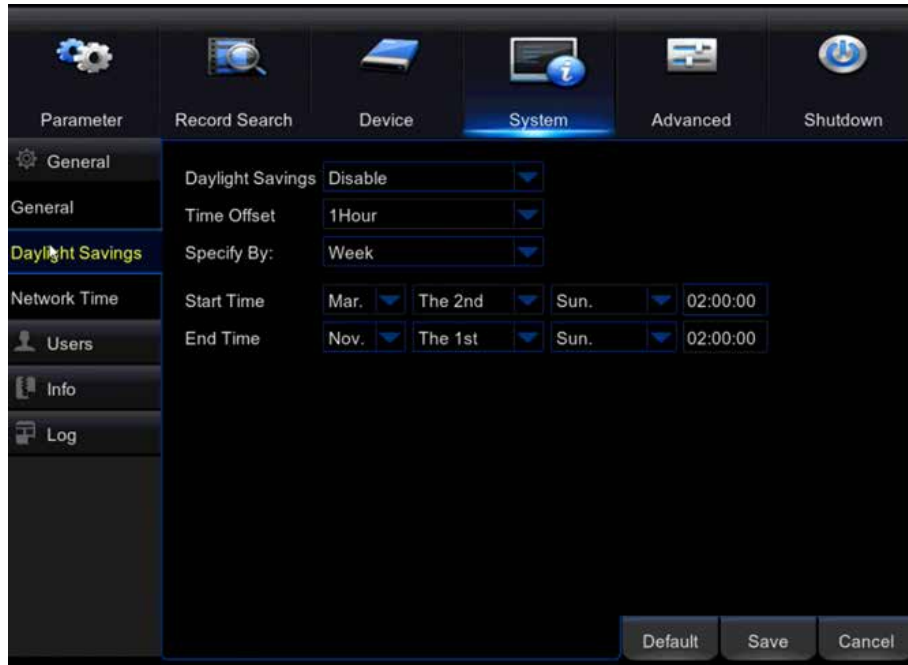 Parameter Record Search Device System Advanced Shutdown
General
General
Daylight Savings
Network Time
Users
Info
Log
Daylight Savings Disable
Time Offset 1Hour
Specify By: Week
Start Time Mar. The 2nd Sun. 02:00:00
End Time Nov. The 1st Sun. 02:00:00
Default Save Cancel